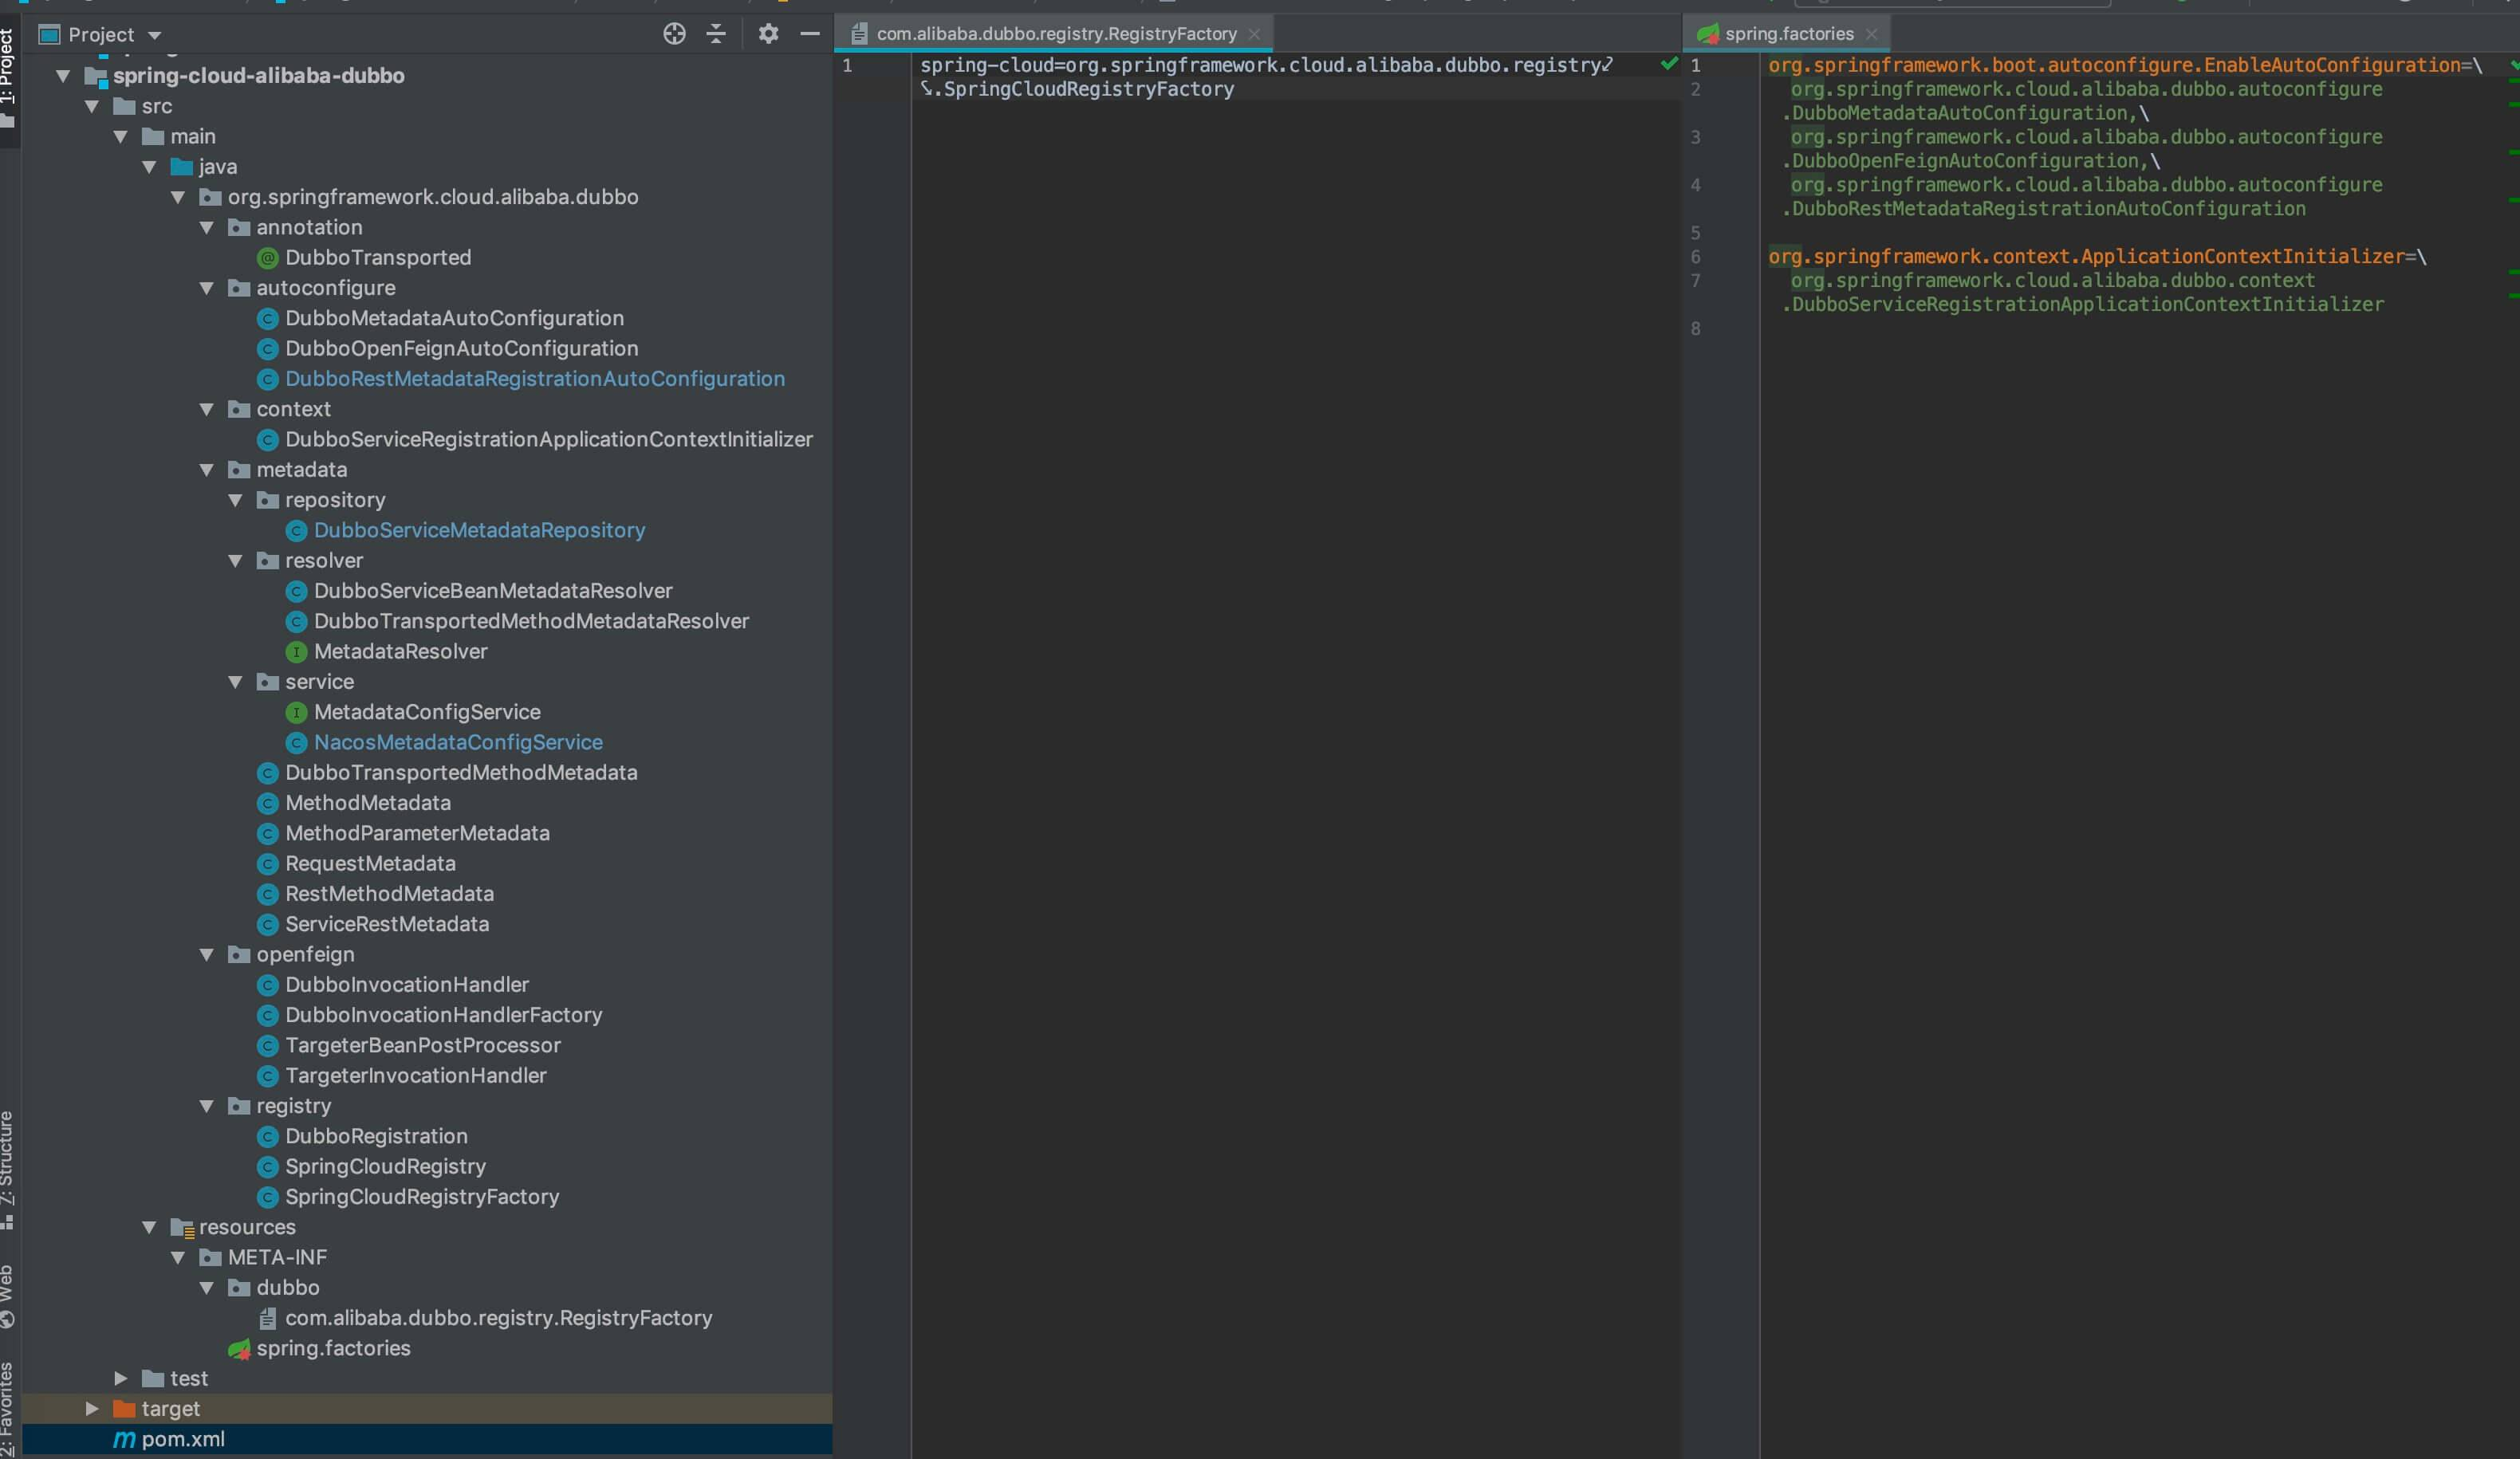 1: Project
Project
spring-cloud-alibaba-dubbo
src
main
java
org.springframework.cloud.alibaba.dubbo
annotation
DubboTransported
autoconfigure
DubboMetadataAutoConfiguration
DubboOpenFeignAutoConfiguration
DubboRestMetadataRegistrationAutoConfiguration
context
DubboServiceRegistrationApplicationContextInitializer
metadata
repository
DubboServiceMetadataRepository
resolver
DubboServiceBeanMetadataResolver
DubboTransportedMethodMetadataResolver
MetadataResolver
service
MetadataConfigService
NacosMetadataConfigService
DubboTransportedMethodMetadata
MethodMetadata
MethodParameterMetadata
RequestMetadata
RestMethodMetadata
ServiceRestMetadata
openfeign
DubboInvocationHandler
DubboInvocationHandlerFactory
TargeterBeanPostProcessor
TargeterInvocationHandler
registry
DubboRegistration
SpringCloudRegistry
SpringCloudRegistryFactory
resources
META-INF
dubbo
com.alibaba.dubbo.registry.RegistryFactory
spring.factories
test
target
pom.xml
Z: Structure
Web
2: Favorites
com.alibaba.dubbo.registry.RegistryFactory
1 spring-cloud=org.springframework.cloud.alibaba.dubbo.registry
.SpringCloudRegistryFactory
spring.factories
1 org.springframework.boot.autoconfigure.EnableAutoConfiguration=\
2 org.springframework.cloud.alibaba.dubbo.autoconfigure
.DubboMetadataAutoConfiguration,\
3 org.springframework.cloud.alibaba.dubbo.autoconfigure
.DubboOpenFeignAutoConfiguration,\
4 org.springframework.cloud.alibaba.dubbo.autoconfigure
.DubboRestMetadataRegistrationAutoConfiguration
5
6 org.springframework.context.ApplicationContextInitializer=\
7 org.springframework.cloud.alibaba.dubbo.context
.DubboServiceRegistrationApplicationContextInitializer
8